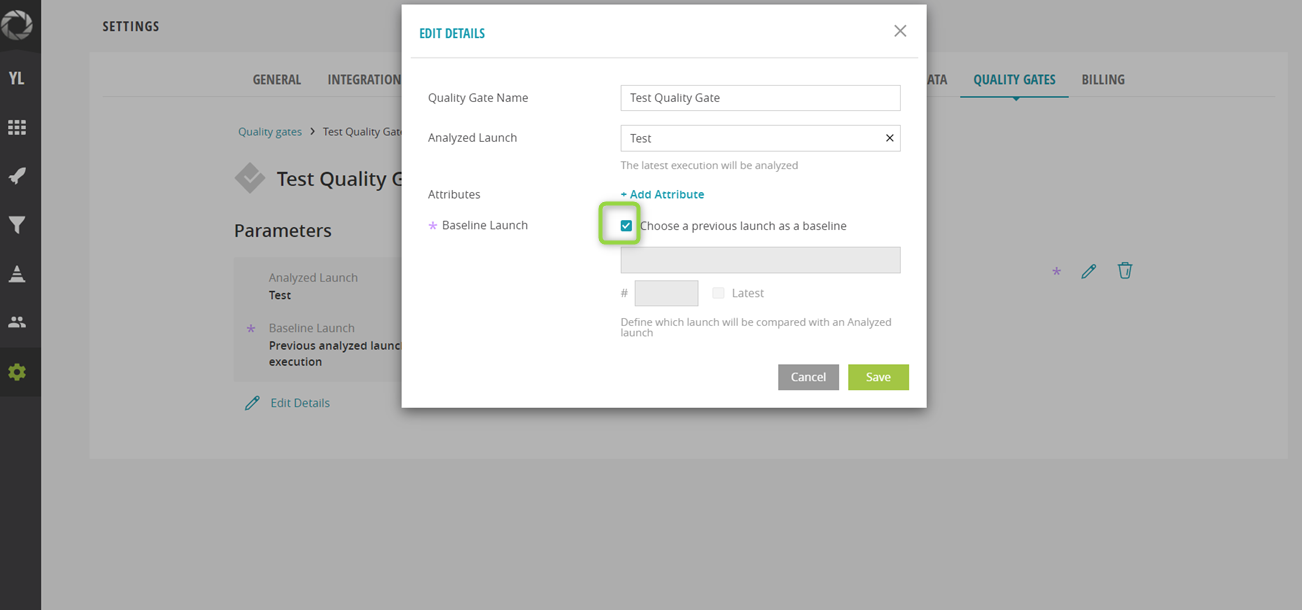 SETTINGS
YL
GENERAL
INTEGRATION
ATA
QUALITY GATES
BILLING
Quality gates > Test Quality Gat
Test Quality G
Parameters
Analyzed Launch
Test
* Baseline Launch
Previous analyzed launc
execution
Edit Details
*
EDIT DETAILS
Quality Gate Name
Test Quality Gate
Analyzed Launch
Test
The latest execution will be analyzed
Attributes
+ Add Attribute
* Baseline Launch
Choose a previous launch as a baseline
#
Latest
Define which launch will be compared with an Analyzed
launch
Cancel
Save